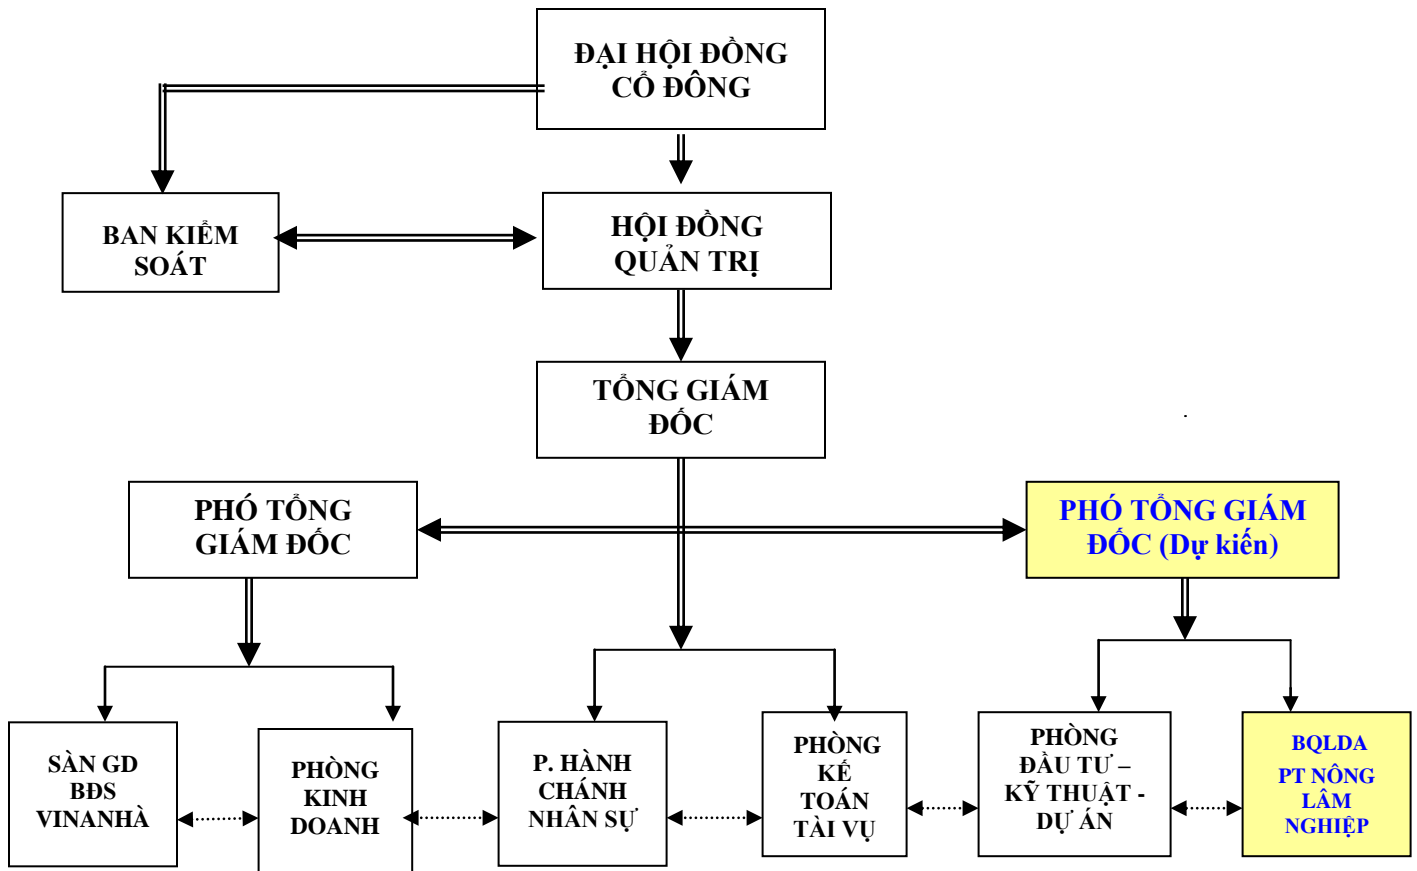 ĐẠI HỘI ĐỒNG
CỔ ĐÔNG
BAN KIỂM
SOÁT
HỘI ĐỒNG
QUẢN TRỊ
TỔNG GIÁM
ĐỐC
PHÓ TỔNG
GIÁM ĐỐC
PHÓ TỔNG GIÁM
ĐỐC (Dự kiến)
SÀN GD
BĐS
VINANHÀ
PHÒNG
KINH
DOANH
P. HÀNH
CHÁNH
NHÂN SỰ
PHÒNG
KẾ
TOÁN
TÀI VỤ
PHÒNG
ĐẦU TƯ –
KỸ THUẬT -
DỰ ÁN
BQLDA
PT NÔNG
LÂM
NGHIỆP